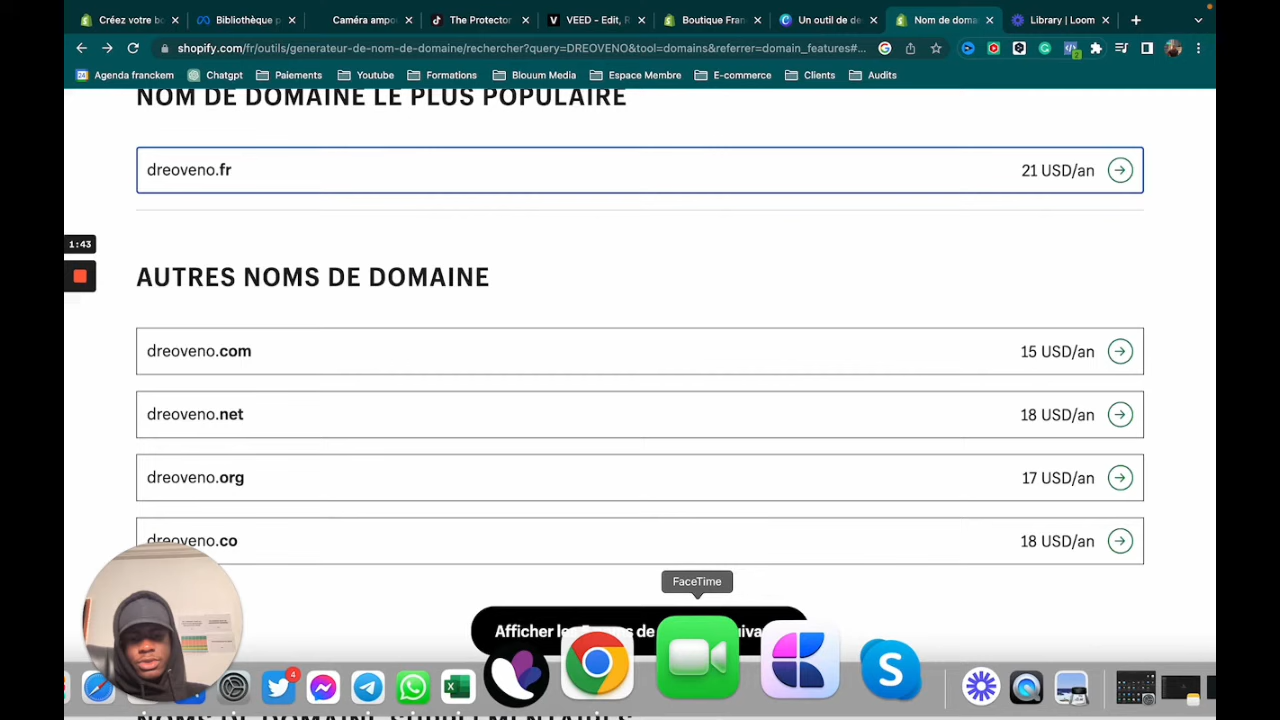 Créez votre bo
Bibliothèque p
Caméra ampou
The Protector
VEED - Edit, R
Boutique Fran
Un outil de de
Nom de doma
Library | Loom
shopify.com/fr/outils/generateur-de-nom-de-domaine/rechercher?query=DREOVENO&tool=domains&referrer=domain_features#...
Agenda franckem
Chatgpt
Paiements
Youtube
Formations
Blouum Media
Espace Membre
E-commerce
Clients
Audits
NOM DE DOMAINE LE PLUS POPULAIRE
dreoveno.fr
21 USD/an
1:43
AUTRES NOMS DE DOMAINE
dreoveno.com
15 USD/an
dreoveno.net
18 USD/an
dreoveno.org
17 USD/an
dreoveno.co
18 USD/an
FaceTime
Afficher le
4